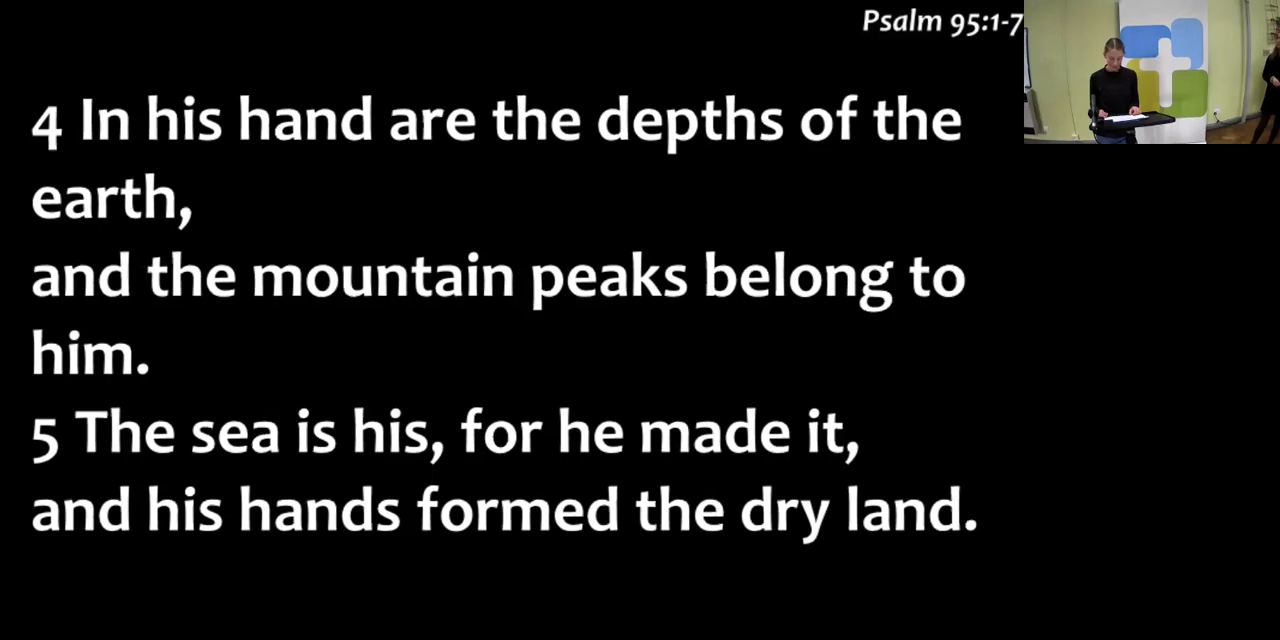 Psalm 95:1-7
4 In his hand are the depths of the
earth,
and the mountain peaks belong to
him.
5 The sea is his, for he made it,
and his hands formed the dry land.